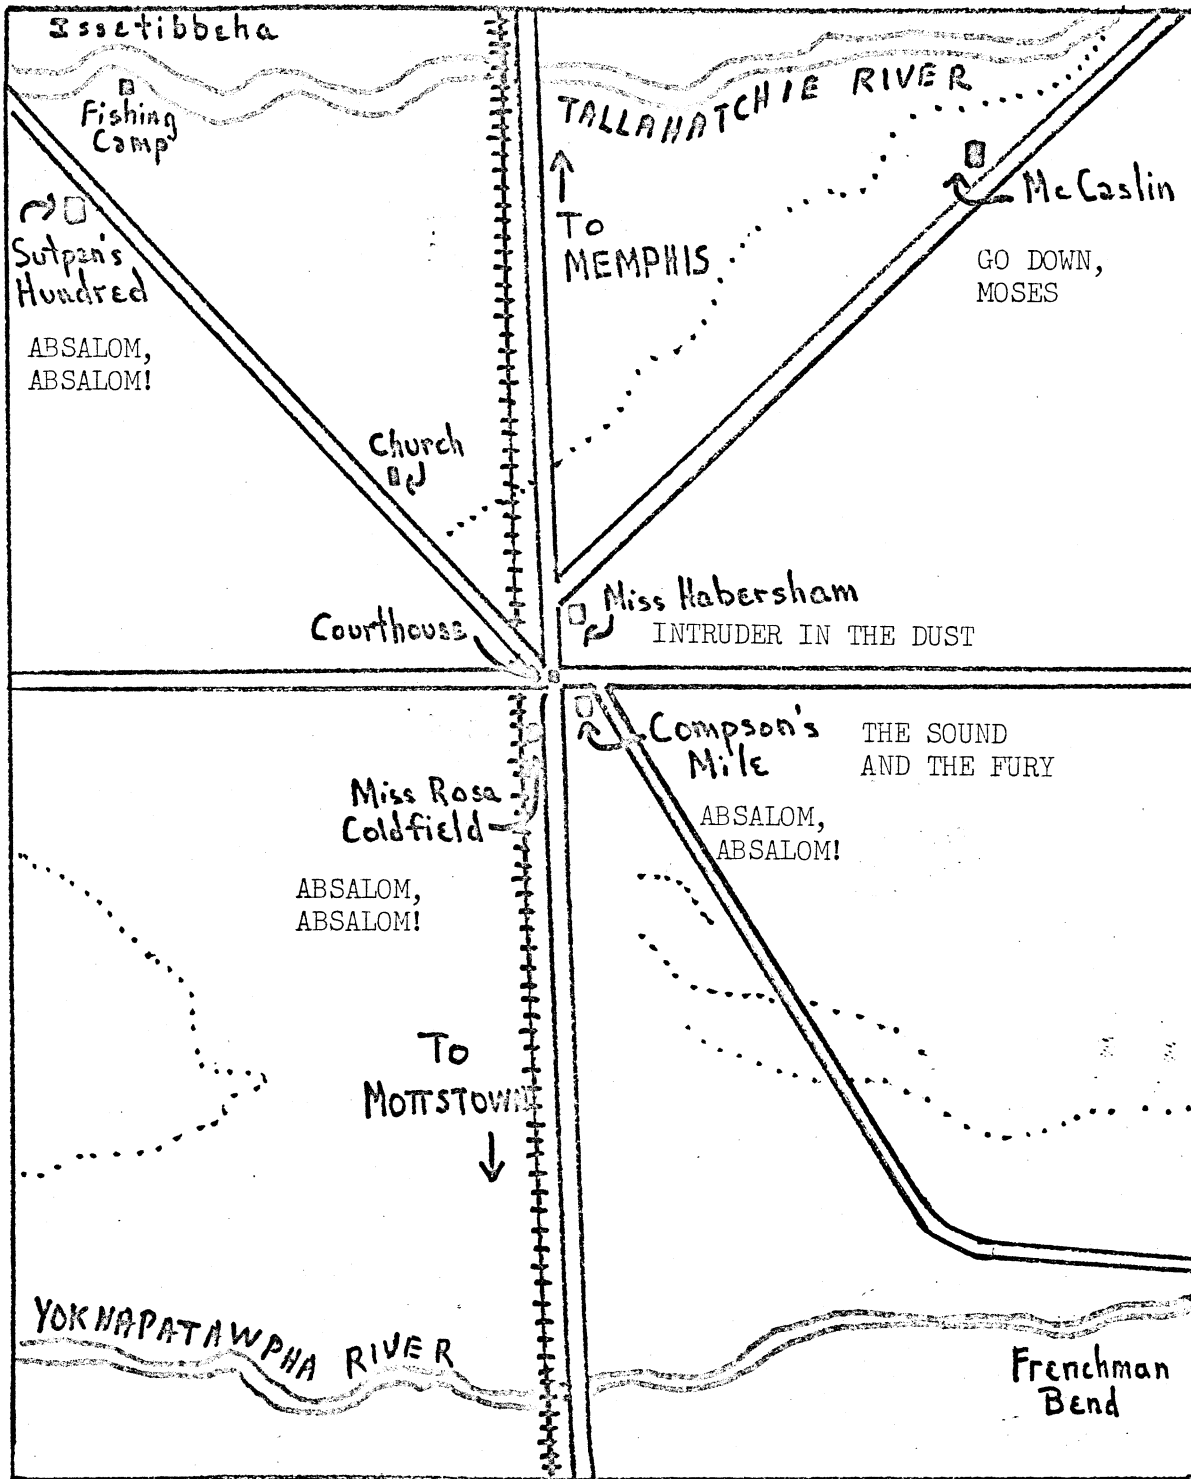 Issetibbeha
Fishing
Camp
TALLAHATCHIE RIVER
To
MEMPHIS
McCaslin
GO DOWN,
MOSES
Sutpen's
Hundred
ABSALOM,
ABSALOM!
Church
Courthouse
Miss Habersham
INTRUDER IN THE DUST
Compson's
Mile
THE SOUND
AND THE FURY
ABSALOM,
ABSALOM!
Miss Rosa
Coldfield
ABSALOM,
ABSALOM!
To
MOTTSTOWN
YOKNAPATAWPHA RIVER
Frenchman
Bend